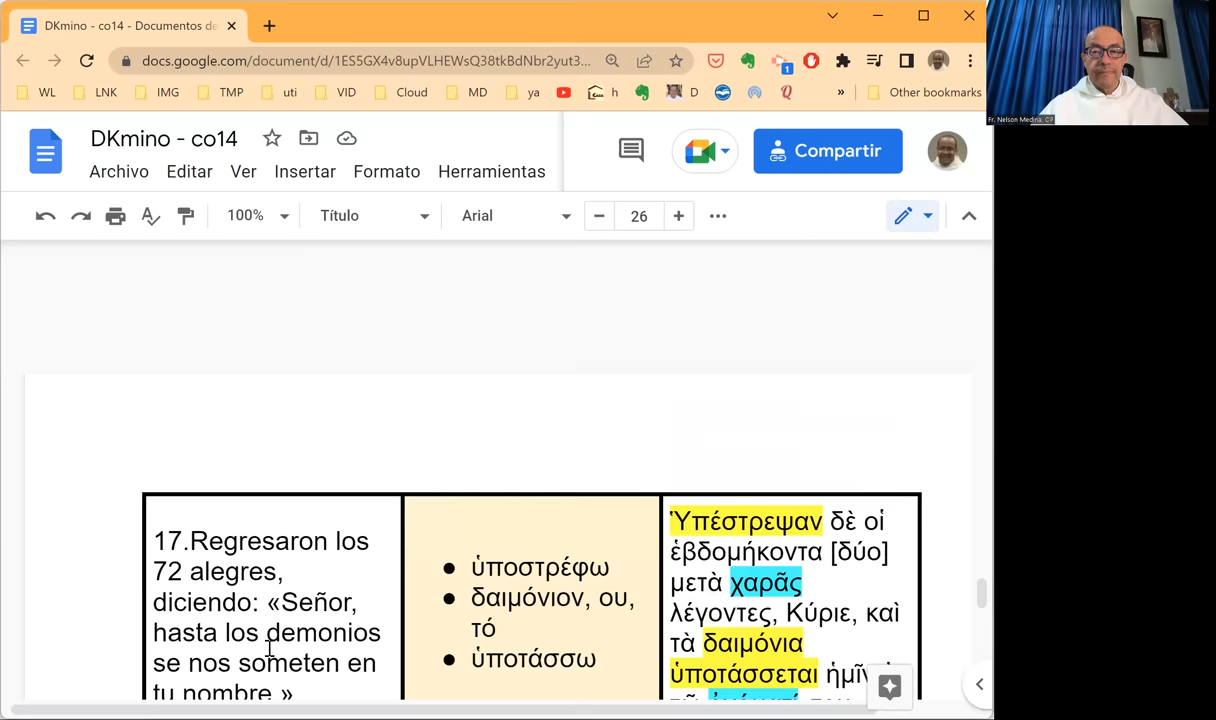 DKmino - co14 - Documentos de
docs.google.com/document/d/1ES5GX4v8upVLHEWsQ38tkBdNbr2yut3...
WL LNK IMG TMP uti VID Cloud MD ya h D » Other bookmarks
Fr. Nelson Medina, OP
DKmino - co14
Archivo Editar Ver Insertar Formato Herramientas
Compartir
100% Título Arial 26
17.Regresaron los
72 alegres,
diciendo: «Señor,
hasta los demonios
se nos someten en
tu nombre.»
● ὑποστρέφω
● δαιμόνιον, ου,
τό
● ὑποτάσσω
Ὑπέστρεψαν δὲ οἱ
ἑβδομήκοντα [δύο]
μετὰ χαρᾶς
λέγοντες, Κύριε, καὶ
τὰ δαιμόνια
ὑποτάσσεται ἡμῖν